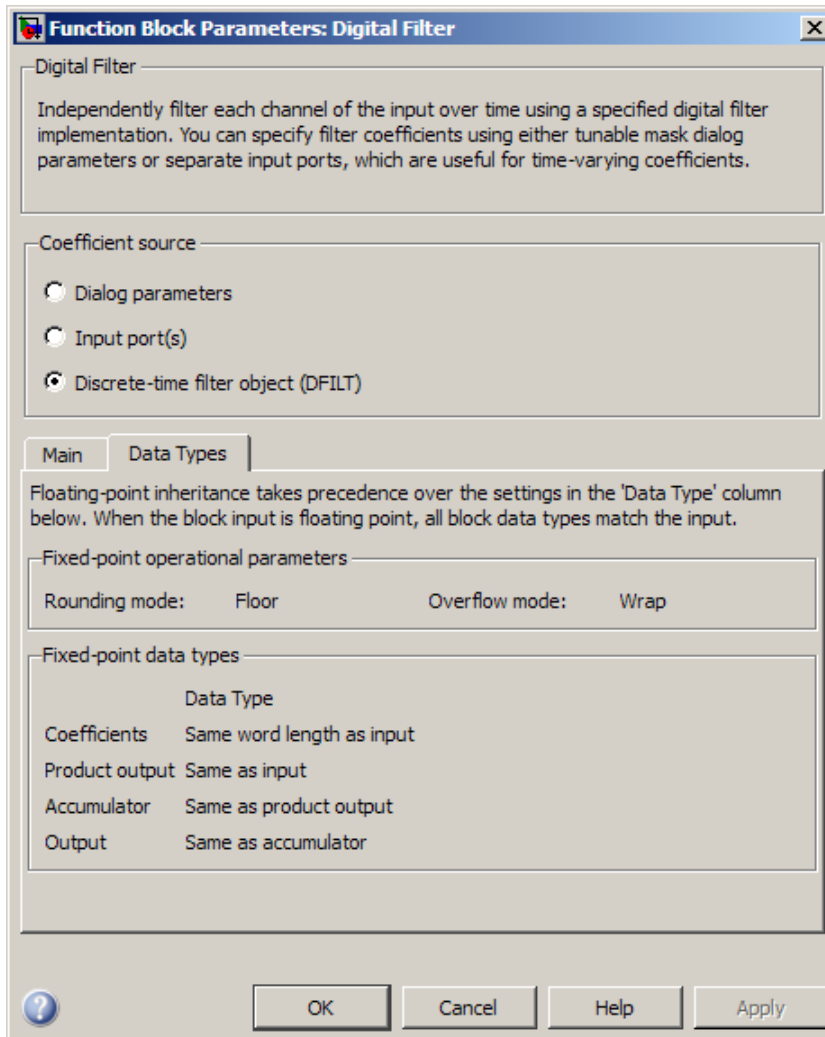 Function Block Parameters: Digital Filter
Digital Filter
Independently filter each channel of the input over time using a specified digital filter
implementation. You can specify filter coefficients using either tunable mask dialog
parameters or separate input ports, which are useful for time-varying coefficients.
Coefficient source
Dialog parameters
Input port(s)
Discrete-time filter object (DFILT)
Main Data Types
Floating-point inheritance takes precedence over the settings in the 'Data Type' column
below. When the block input is floating point, all block data types match the input.
Fixed-point operational parameters
Rounding mode: Floor Overflow mode: Wrap
Fixed-point data types
Data Type
Coefficients Same word length as input
Product output Same as input
Accumulator Same as product output
Output Same as accumulator
? OK Cancel Help Apply